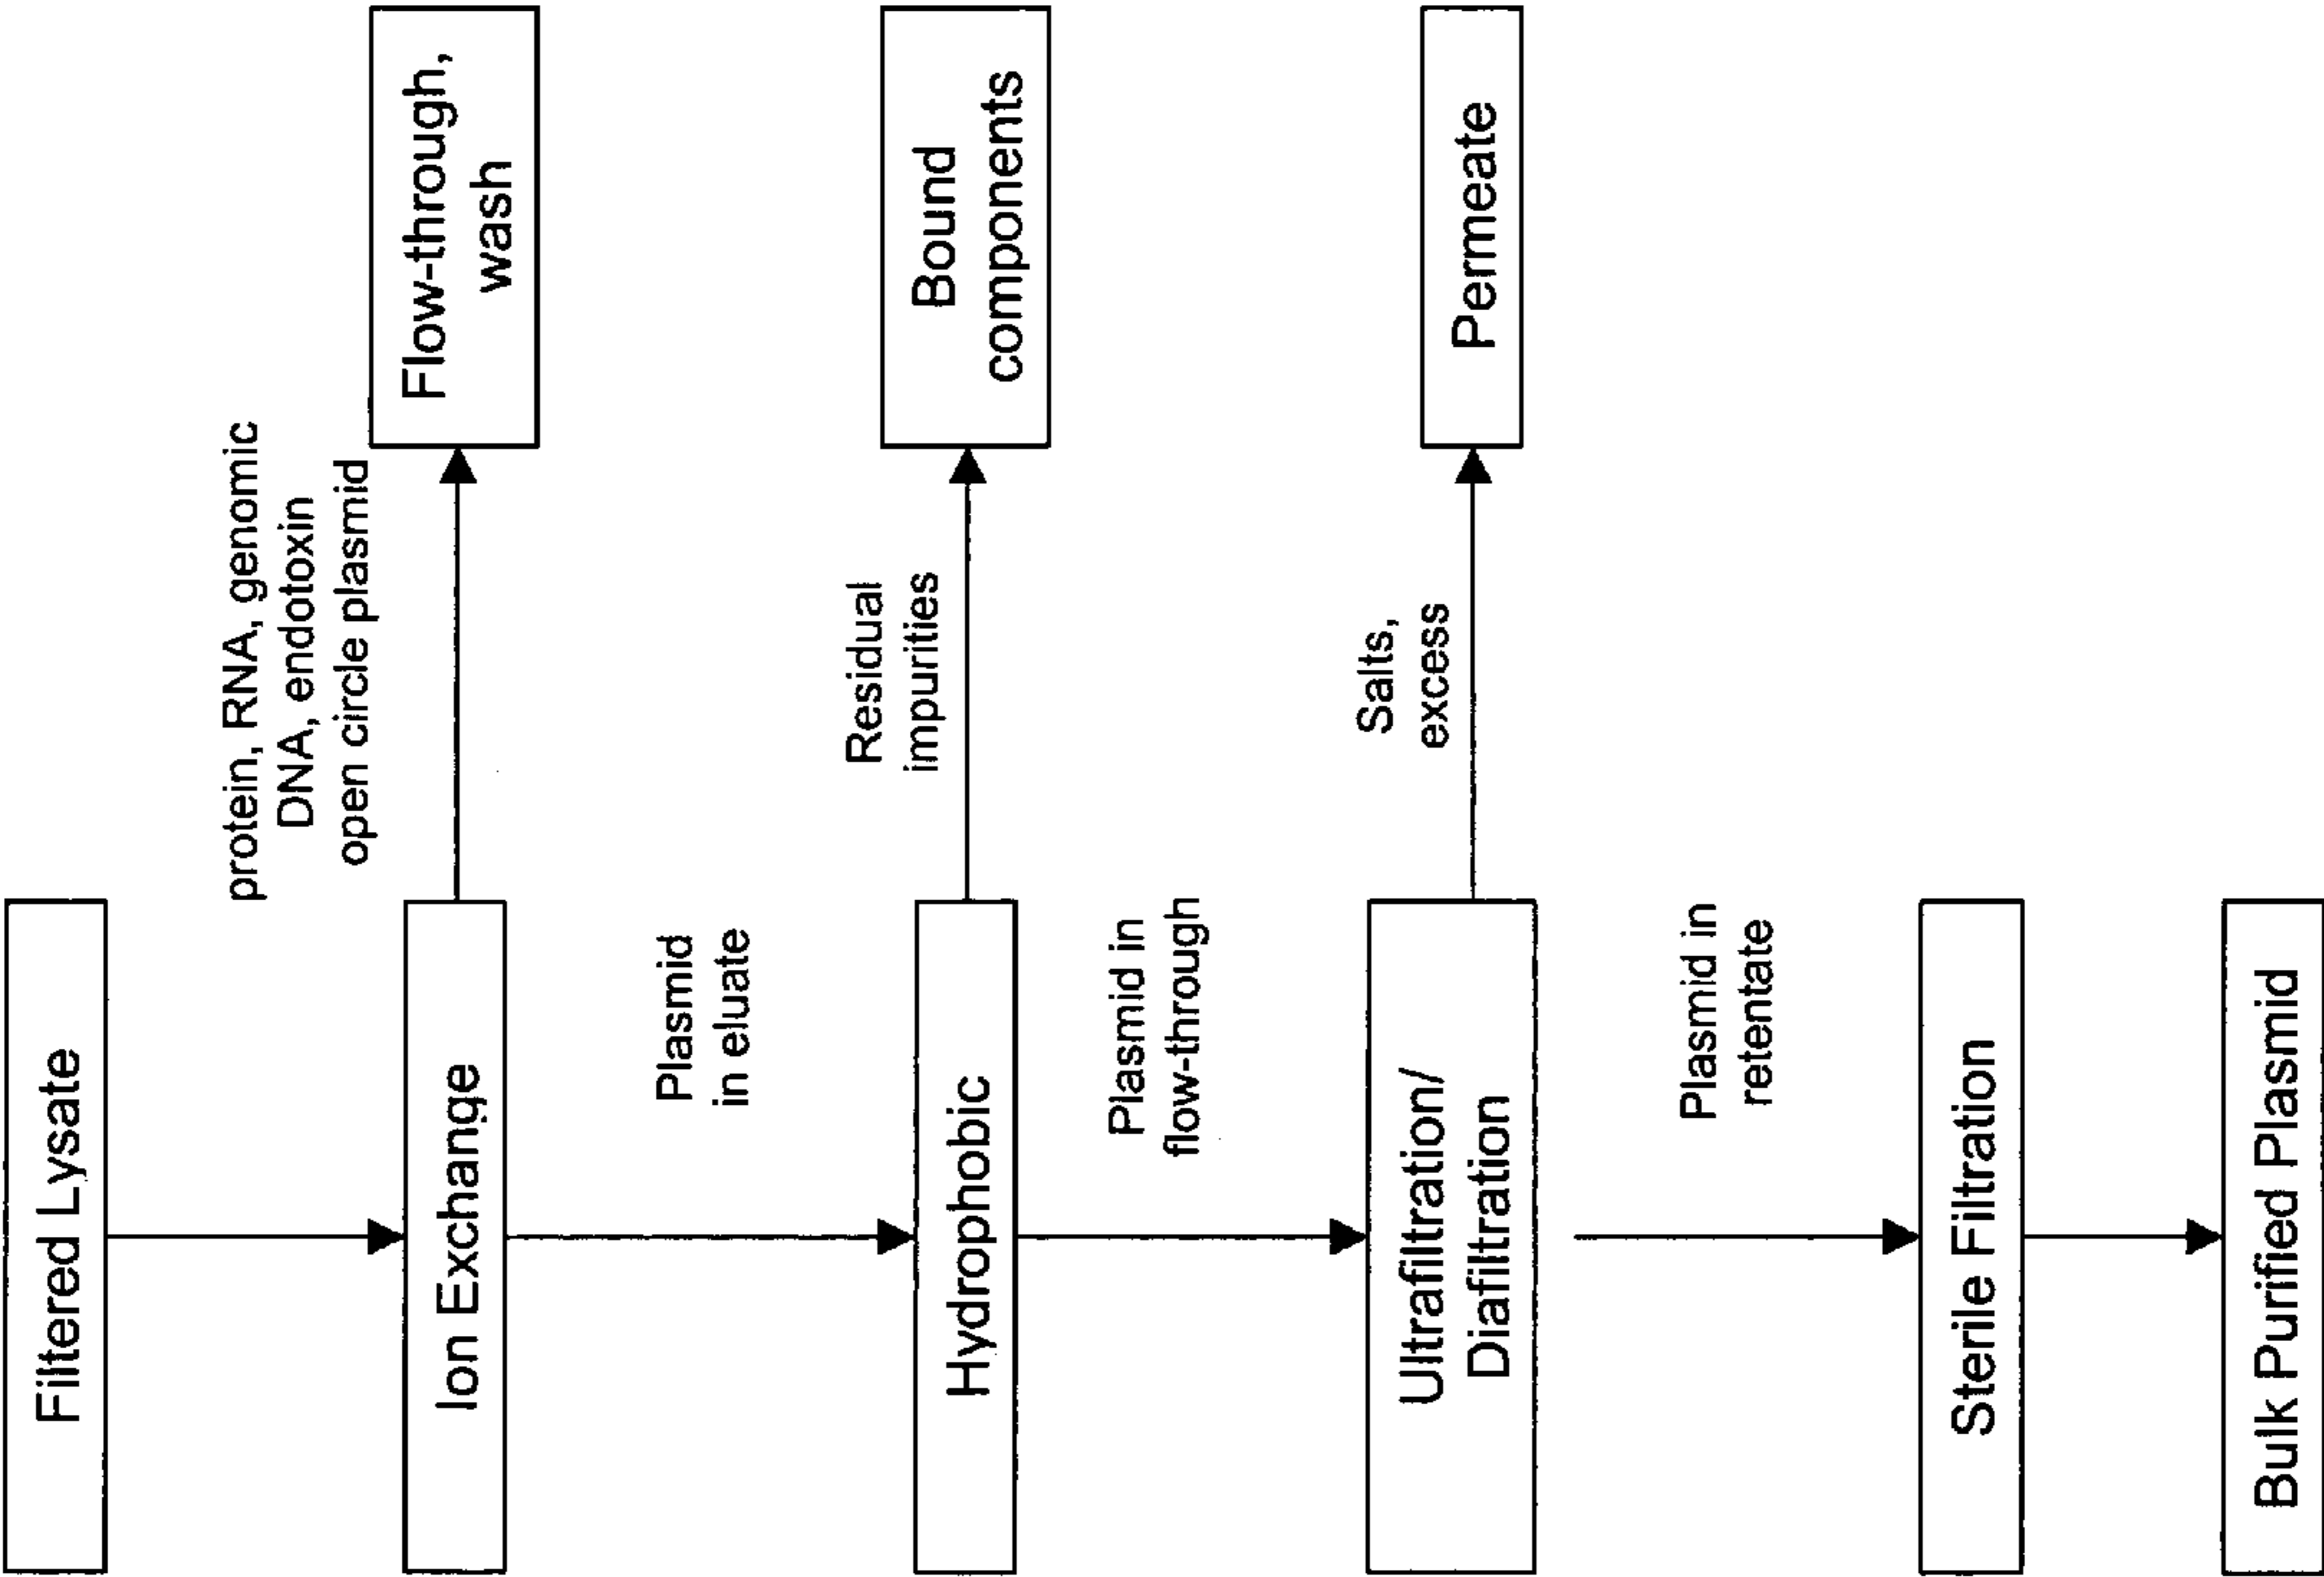 Filtered Lysate
protein, RNA, genomic
DNA, endotoxin
open circle plasmid
Ion Exchange
Flow-through,
wash
Plasmid
in eluate
Residual
impurities
Hydrophobic
Bound
components
Plasmid in
flow-through
Salts,
excess
Ultrafiltration/
Diafiltration
Permeate
Plasmid in
retentate
Sterile Filtration
Bulk Purified Plasmid